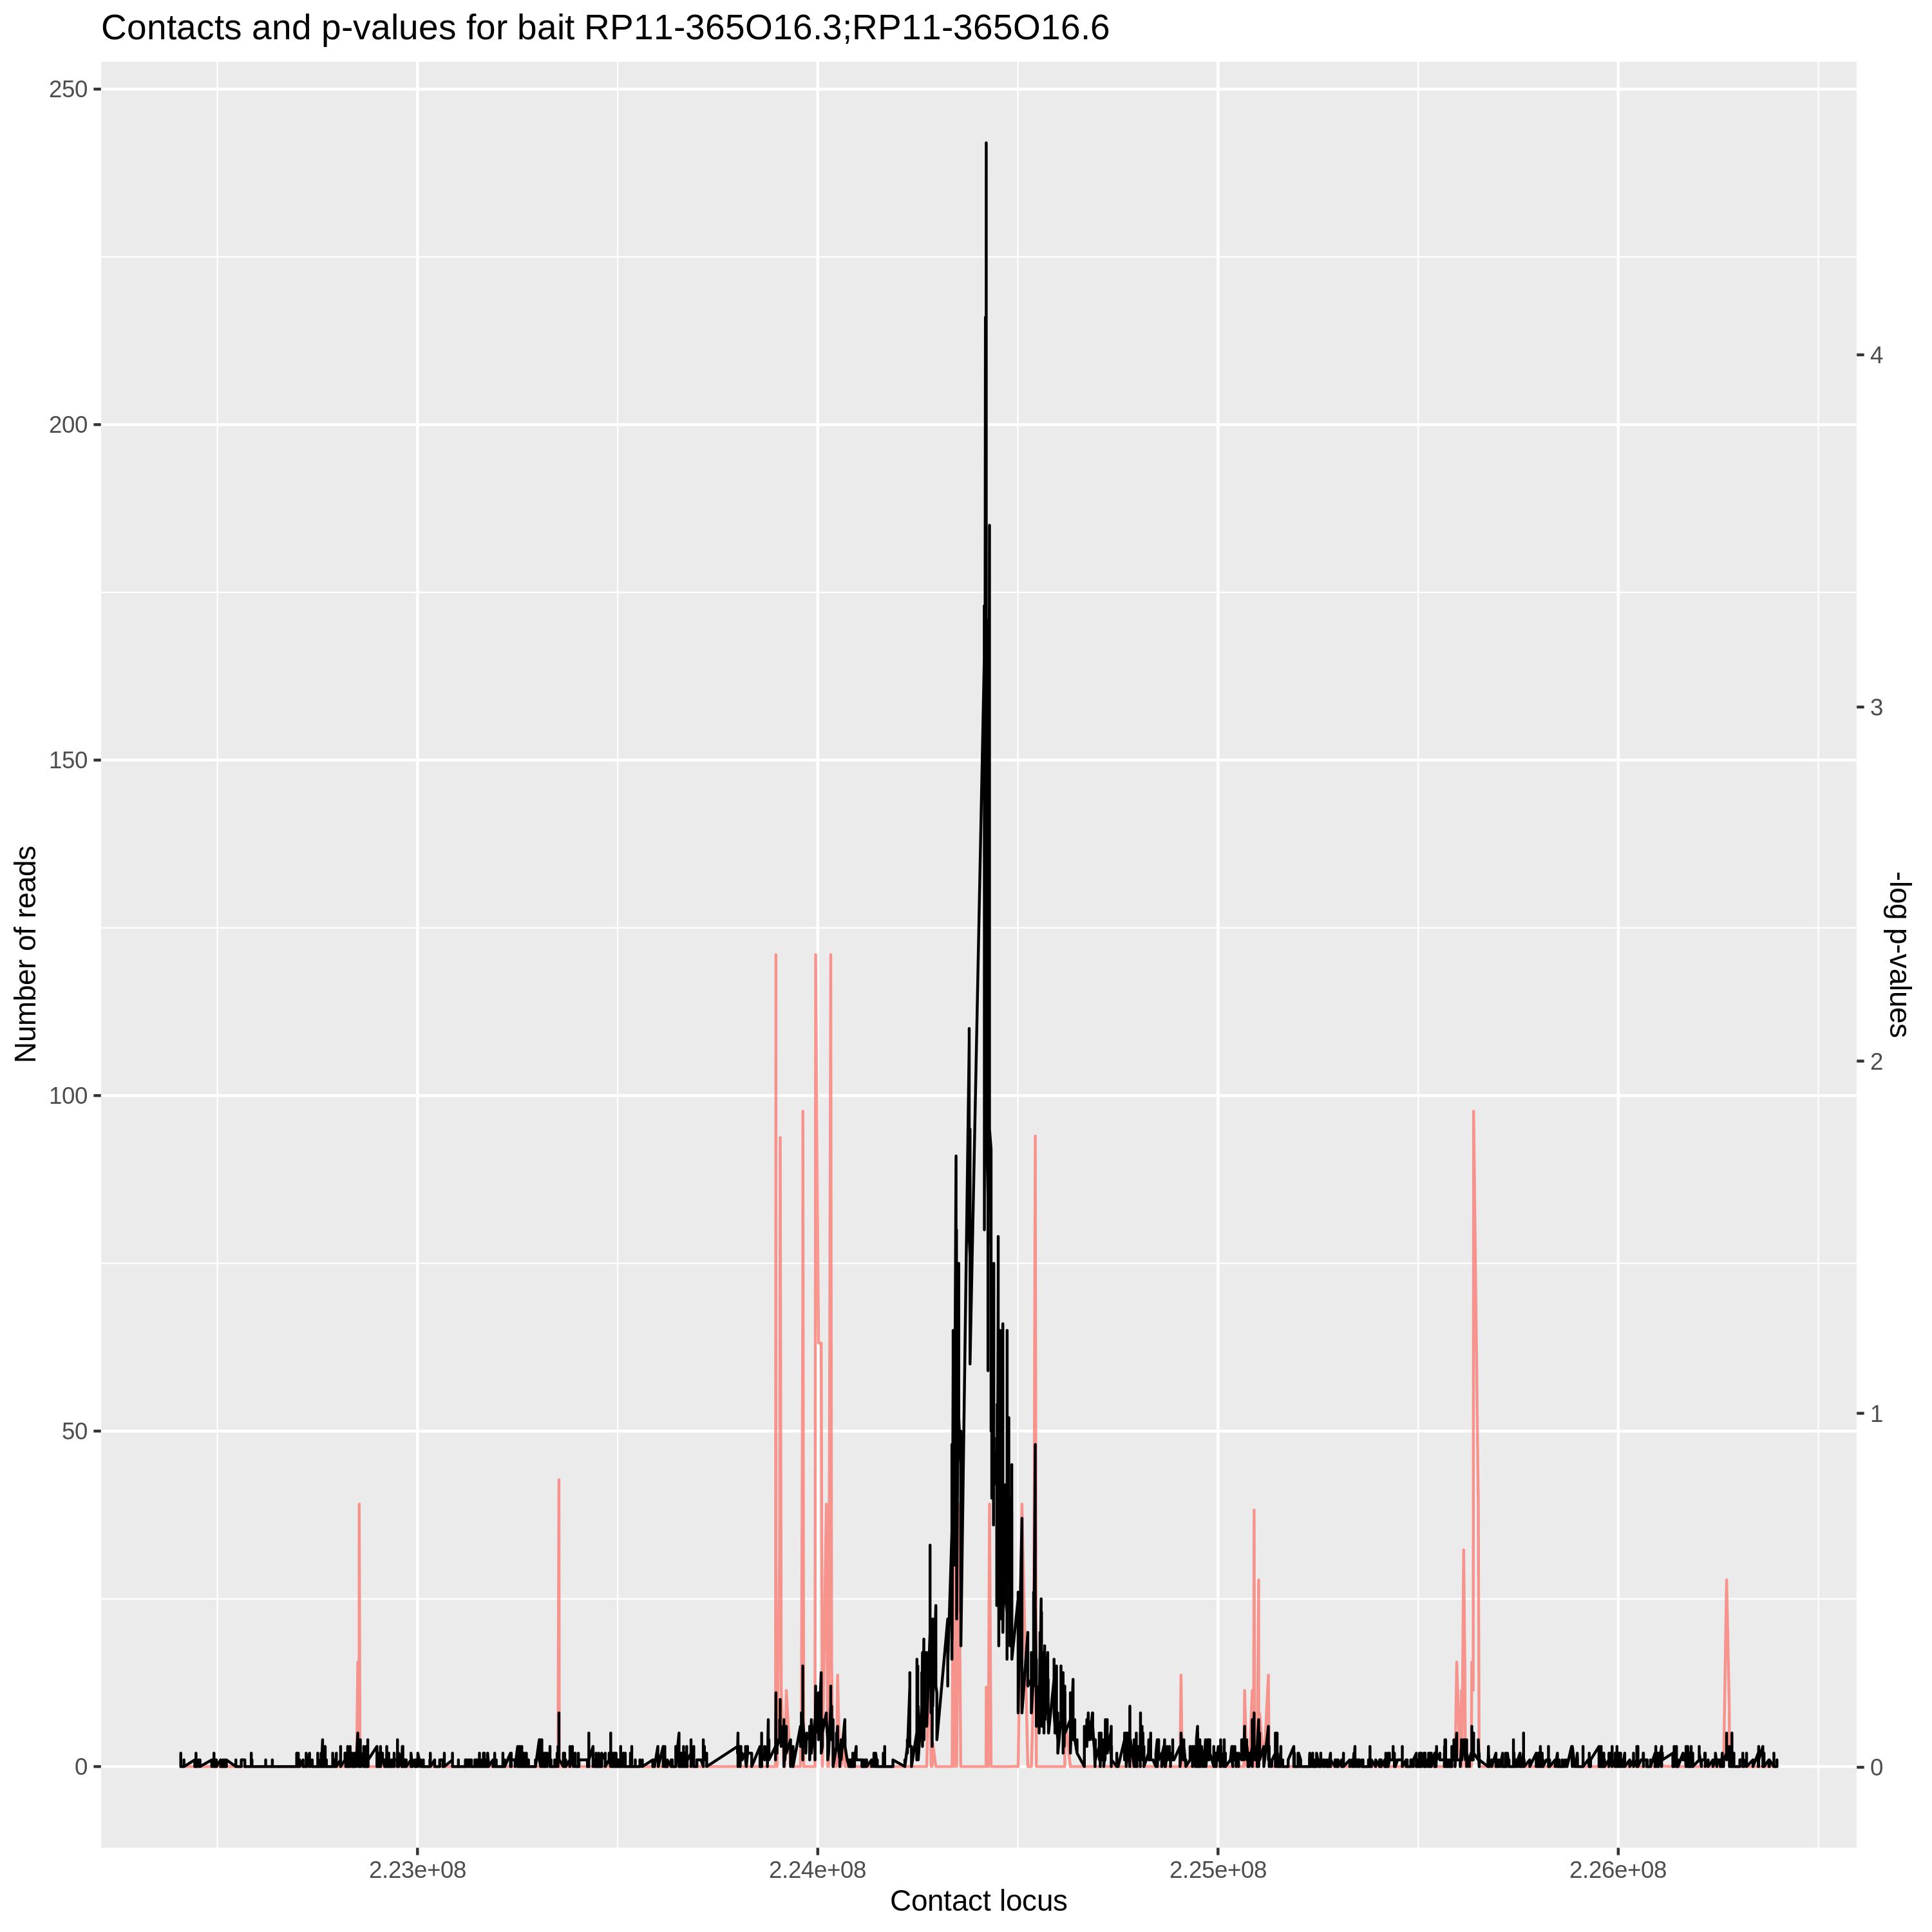 Contacts and p-values for bait RP11-365O16.3;RP11-365O16.6
250
200
150
100
50
0
Number of reads
4
3
2
1
0
-log p-values
2.23e+08 2.24e+08 2.25e+08 2.26e+08
Contact locus